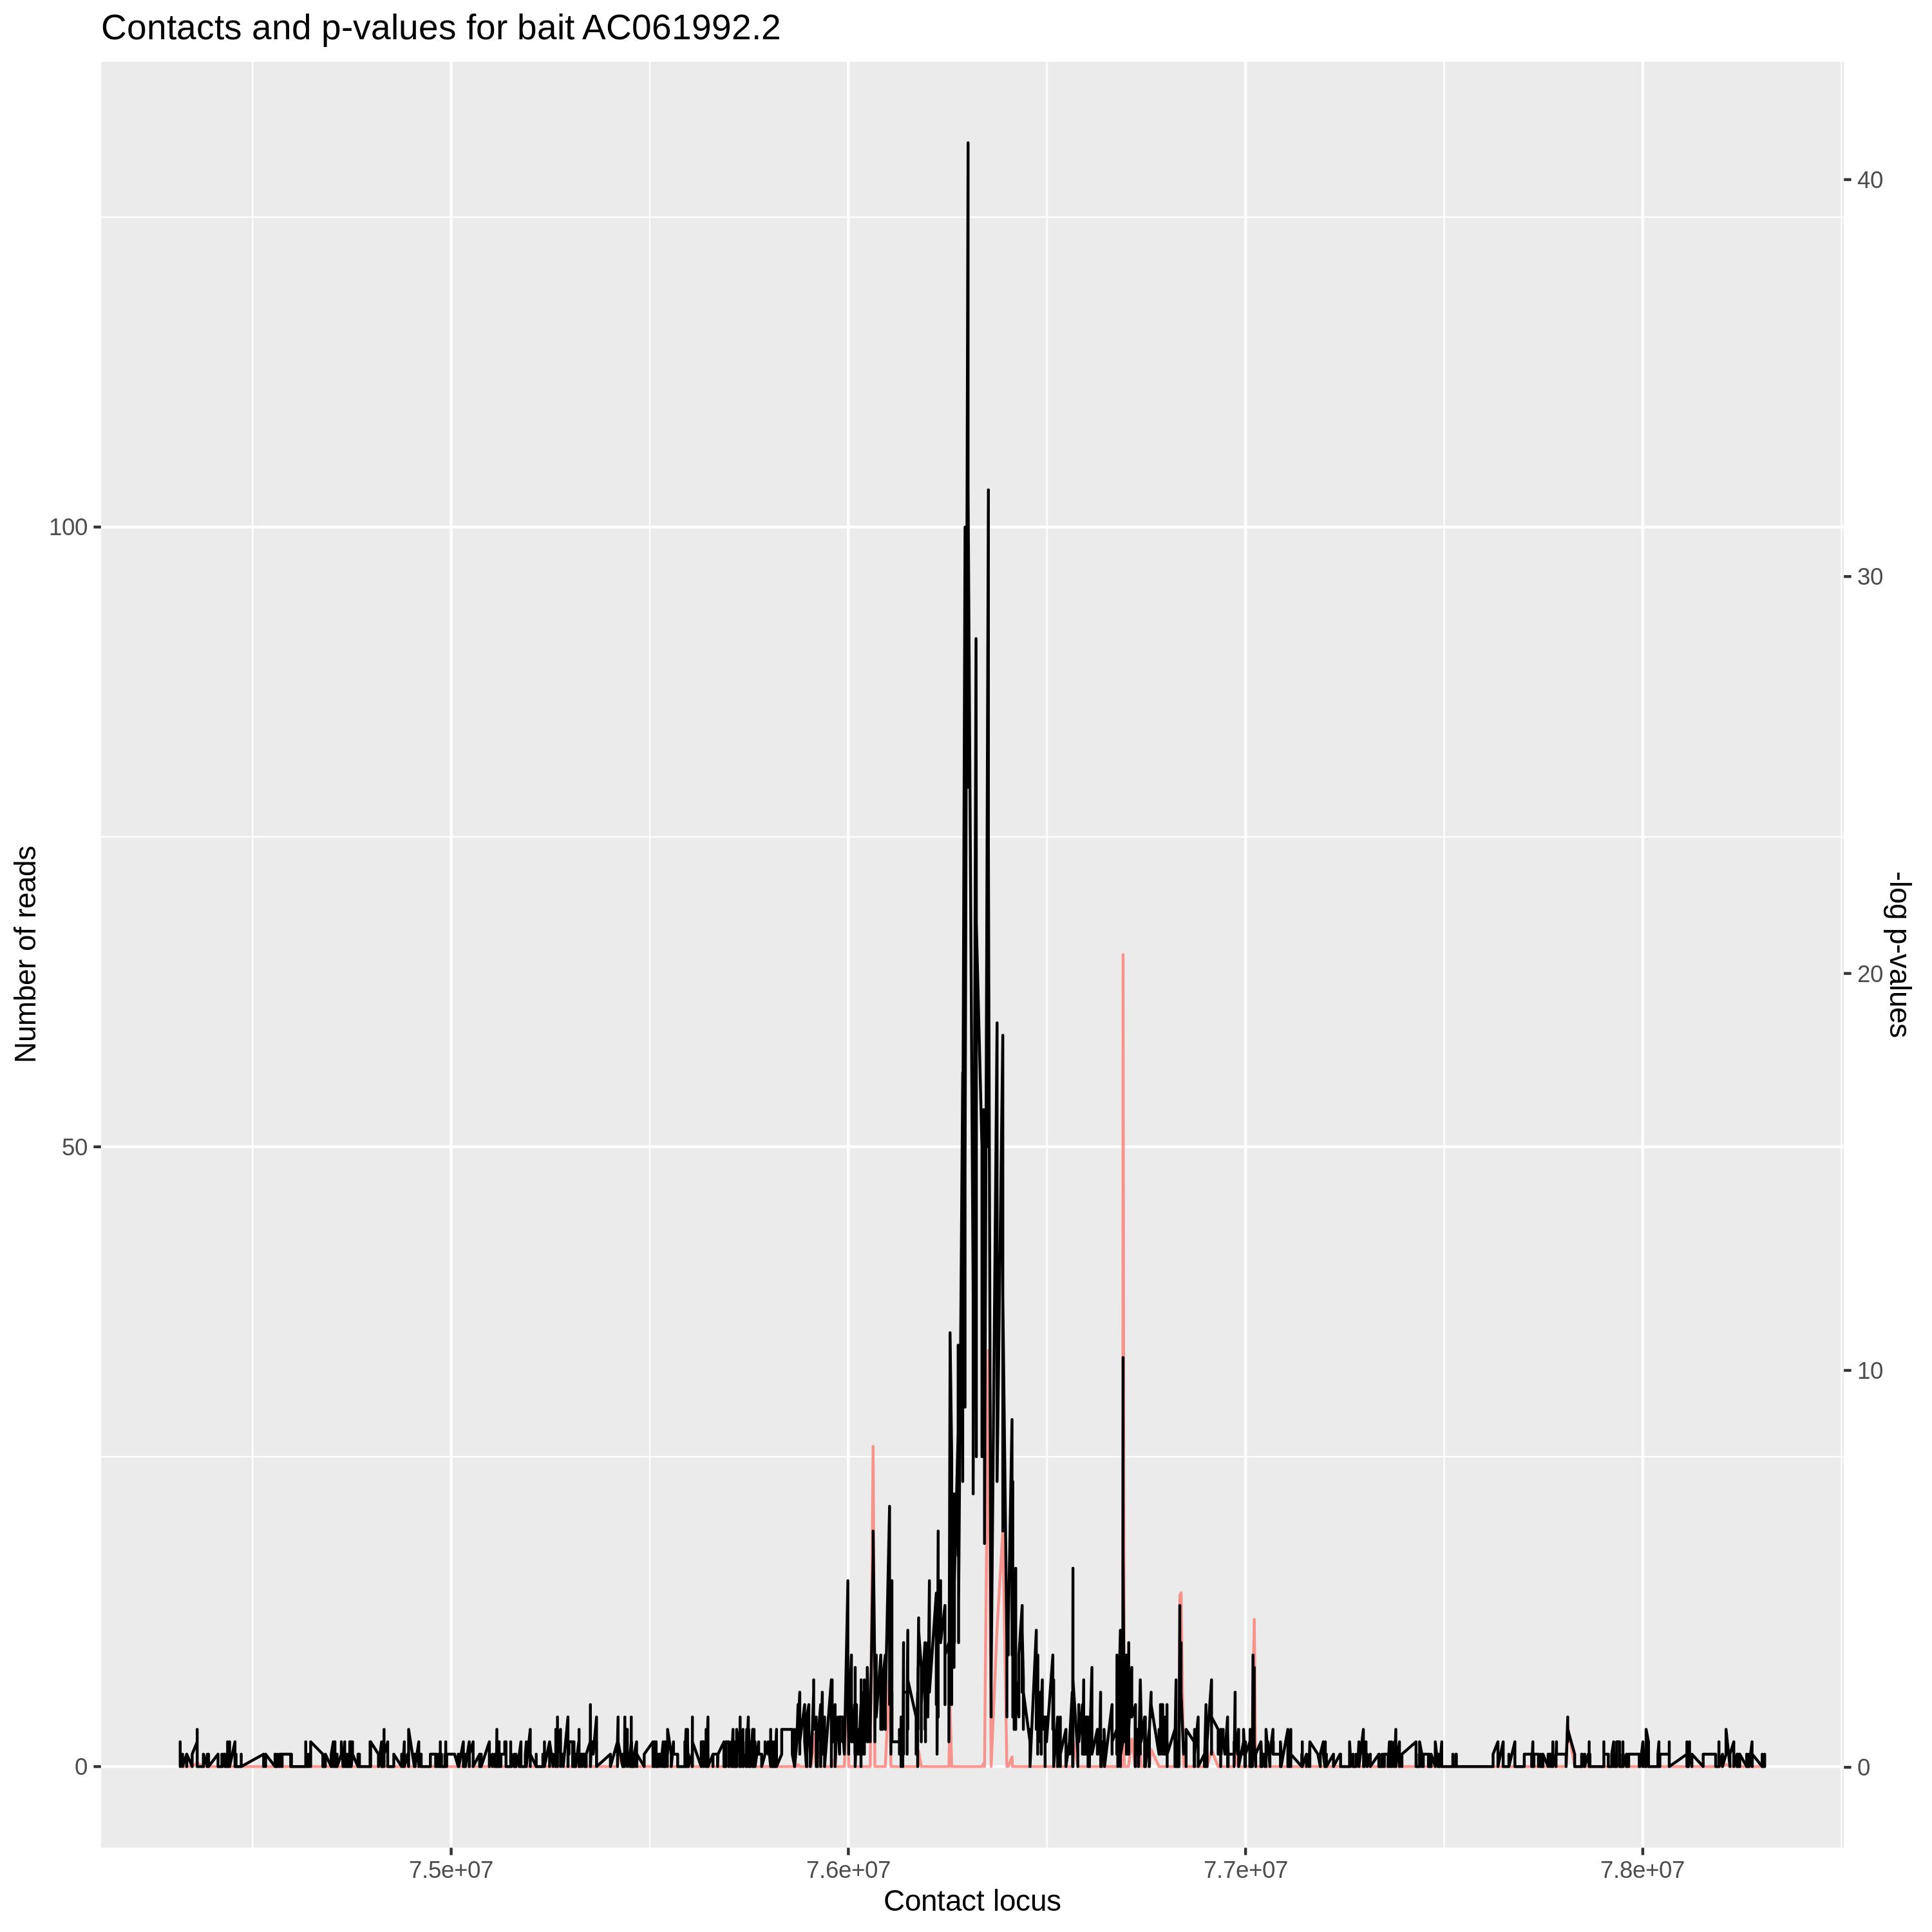 Contacts and p-values for bait AC061992.2
Number of reads
100
50
0
40
30
20
10
0
-log p-values
7.5e+07 7.6e+07 7.7e+07 7.8e+07
Contact locus